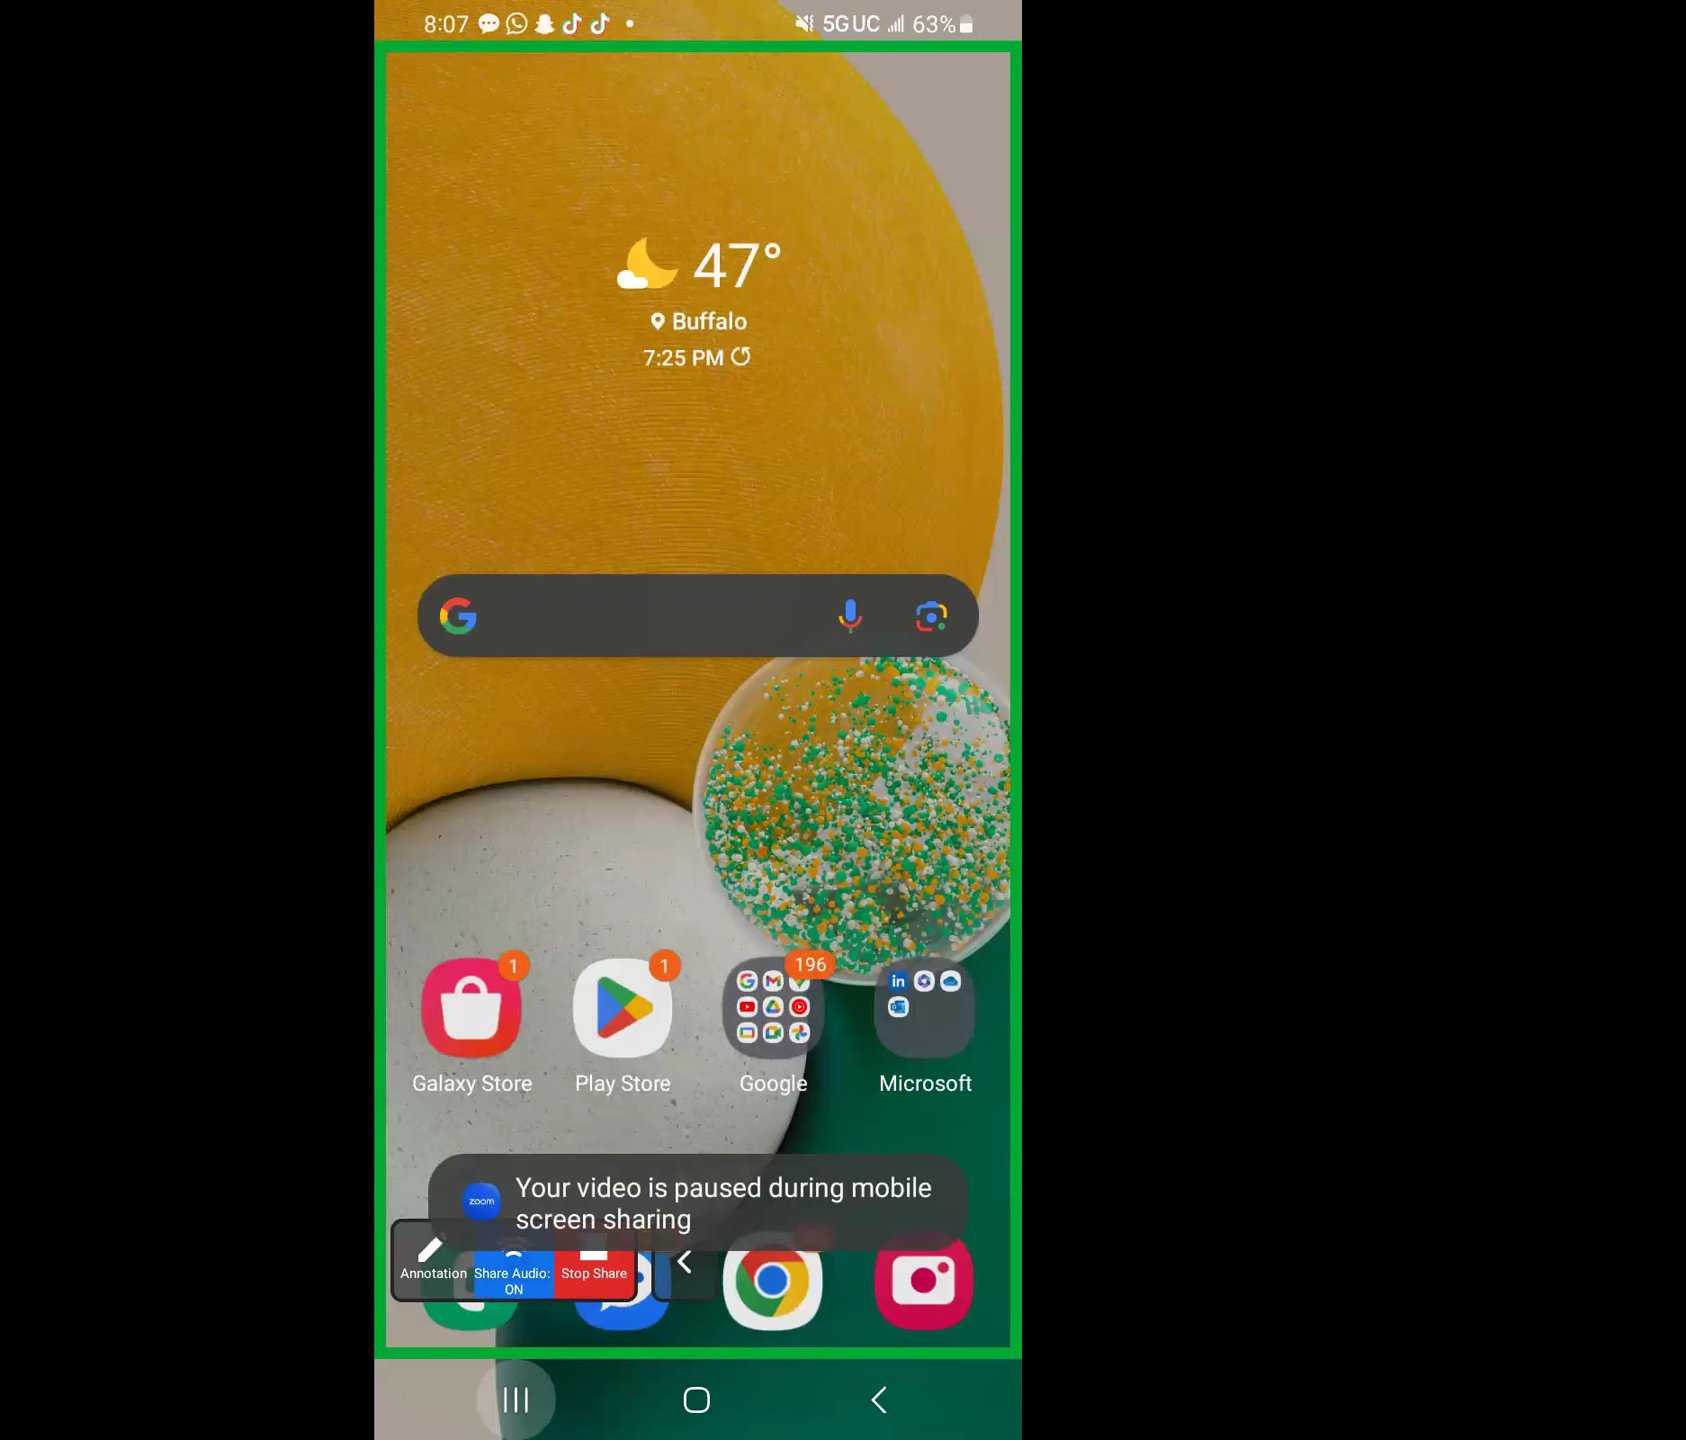 8:07
5G UC 63%
47°
Buffalo
7:25 PM
1
1
196
Galaxy Store
Play Store
Google
Microsoft
zoom
Your video is paused during mobile
screen sharing
Annotation
Share Audio:
ON
Stop Share